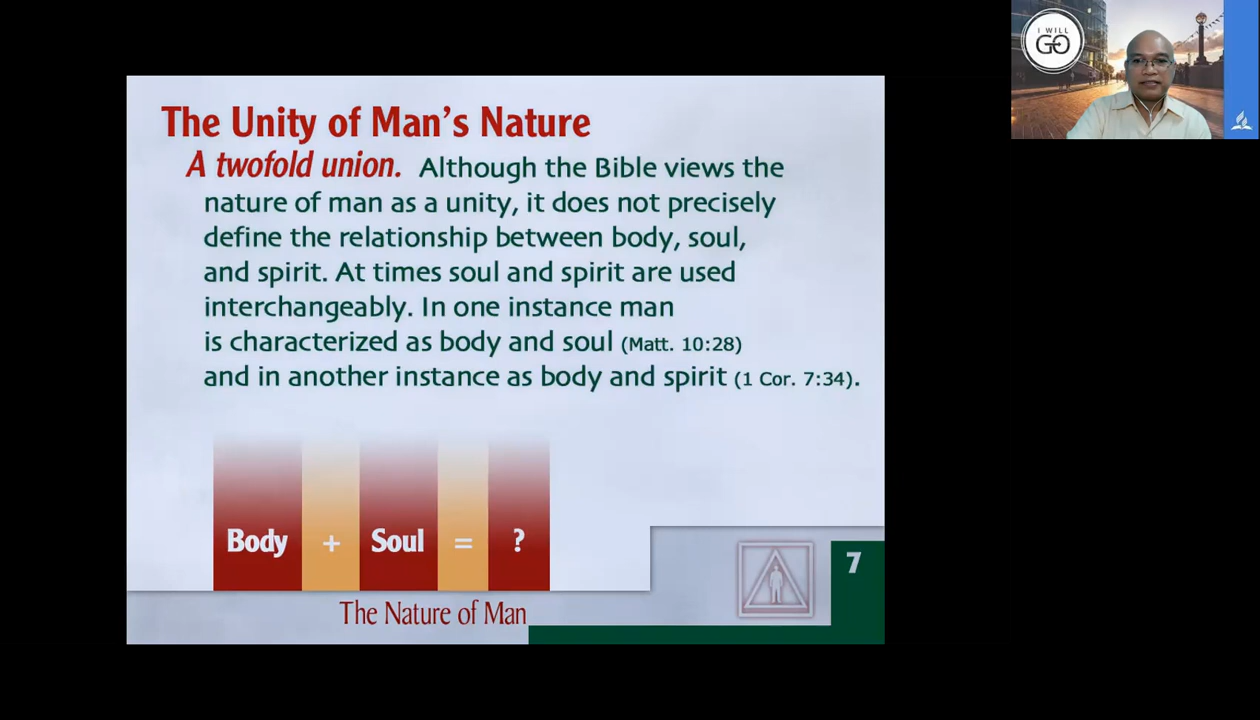 I WILL
GO
The Unity of Man's Nature
A twofold union. Although the Bible views the
nature of man as a unity, it does not precisely
define the relationship between body, soul,
and spirit. At times soul and spirit are used
interchangeably. In one instance man
is characterized as body and soul (Matt. 10:28)
and in another instance as body and spirit (1 Cor. 7:34).
Body + Soul = ?
7
The Nature of Man